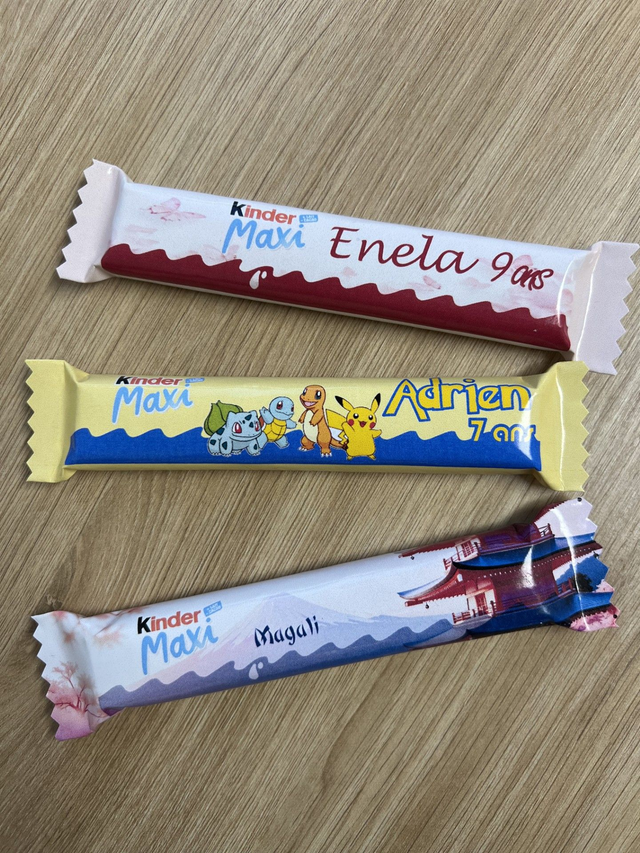 Kinder
Maxi
Enela 9 ans
Kinder
Maxi
Adrien
7 ans
Kinder
Maxi
Magali